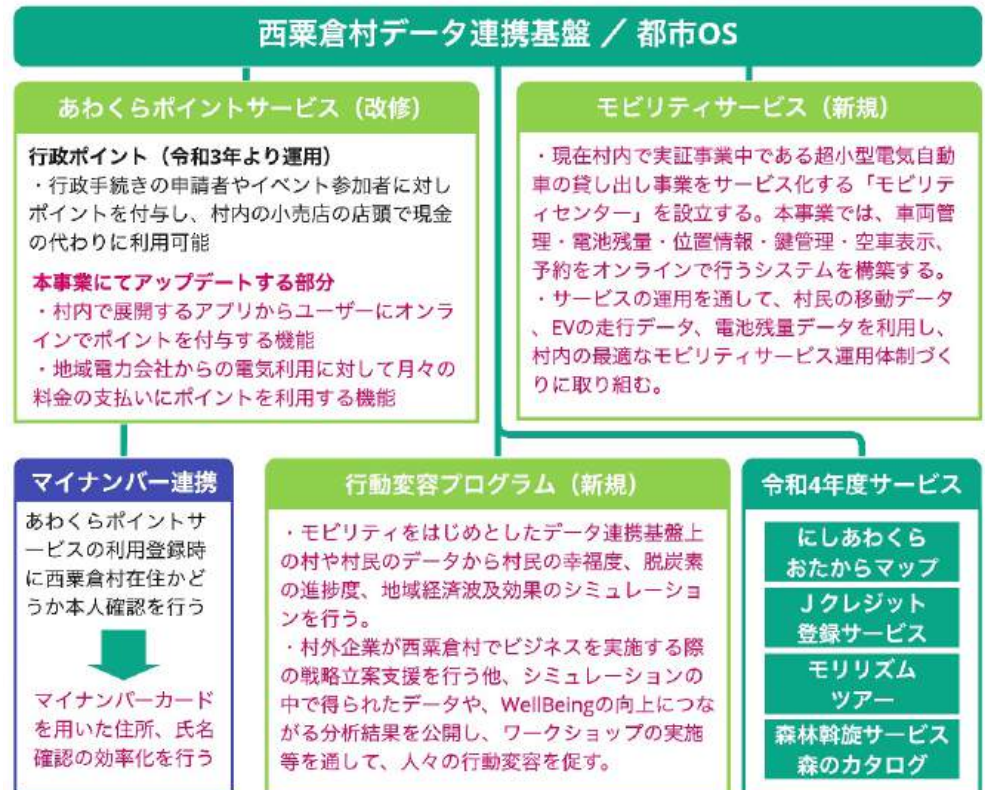 西粟倉村データ連携基盤 ／ 都市OS
あわくらポイントサービス（改修）
行政ポイント（令和3年より運用）
・行政手続きの申請者やイベント参加者に対し
ポイントを付与し、村内の小売店の店頭で現金
の代わりに利用可能
本事業にてアップデートする部分
・村内で展開するアプリからユーザーにオンラ
インでポイントを付与する機能
・地域電力会社からの電気利用に対して月々の
料金の支払いにポイントを利用する機能
モビリティサービス（新規）
・現在村内で実証事業中である超小型電気自動
車の貸し出し事業をサービス化する「モビリテ
ィセンター」を設立する。本事業では、車両管
理・電池残量・位置情報・鍵管理・空車表示、
予約をオンラインで行うシステムを構築する。
・サービスの運用を通して、村民の移動データ
、EVの走行データ、電池残量データを利用し、
村内の最適なモビリティサービス運用体制づく
りに取り組む。
マイナンバー連携
あわくらポイントサ
ービスの利用登録時
に西粟倉村在住かど
うか本人確認を行う
マイナンバーカード
を用いた住所、氏名
確認の効率化を行う
行動変容プログラム（新規）
・モビリティをはじめとしたデータ連携基盤上
の村や村民のデータから村民の幸福度、脱炭素
の進捗度、地域経済波及効果のシミュレーショ
ンを行う。
・村外企業が西粟倉村でビジネスを実施する際
の戦略立案支援を行う他、シミュレーションの
中で得られたデータや、WellBeingの向上につな
がる分析結果を公開し、ワークショップの実施
等を通して、人々の行動変容を促す。
令和4年度サービス
にしあわくら
おたからマップ
Ｊクレジット
登録サービス
モリリズム
ツアー
森林斡旋サービス
森のカタログ